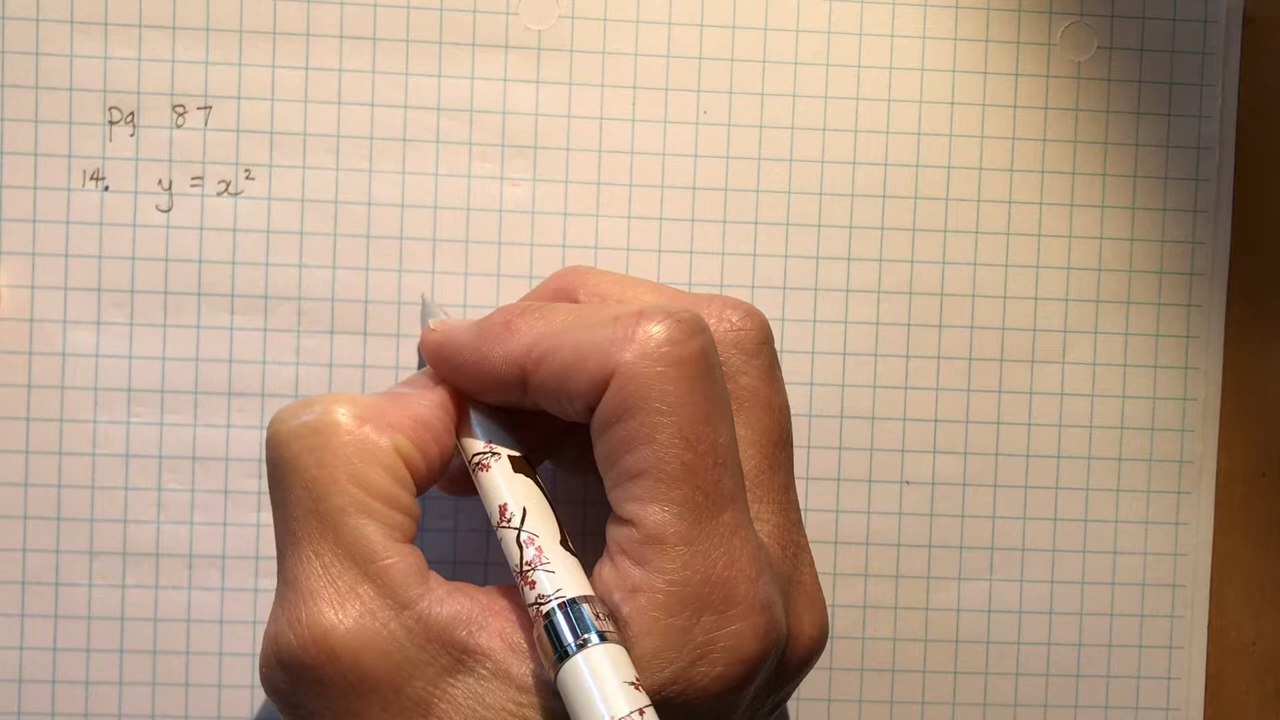 pg 87
14. y = x²